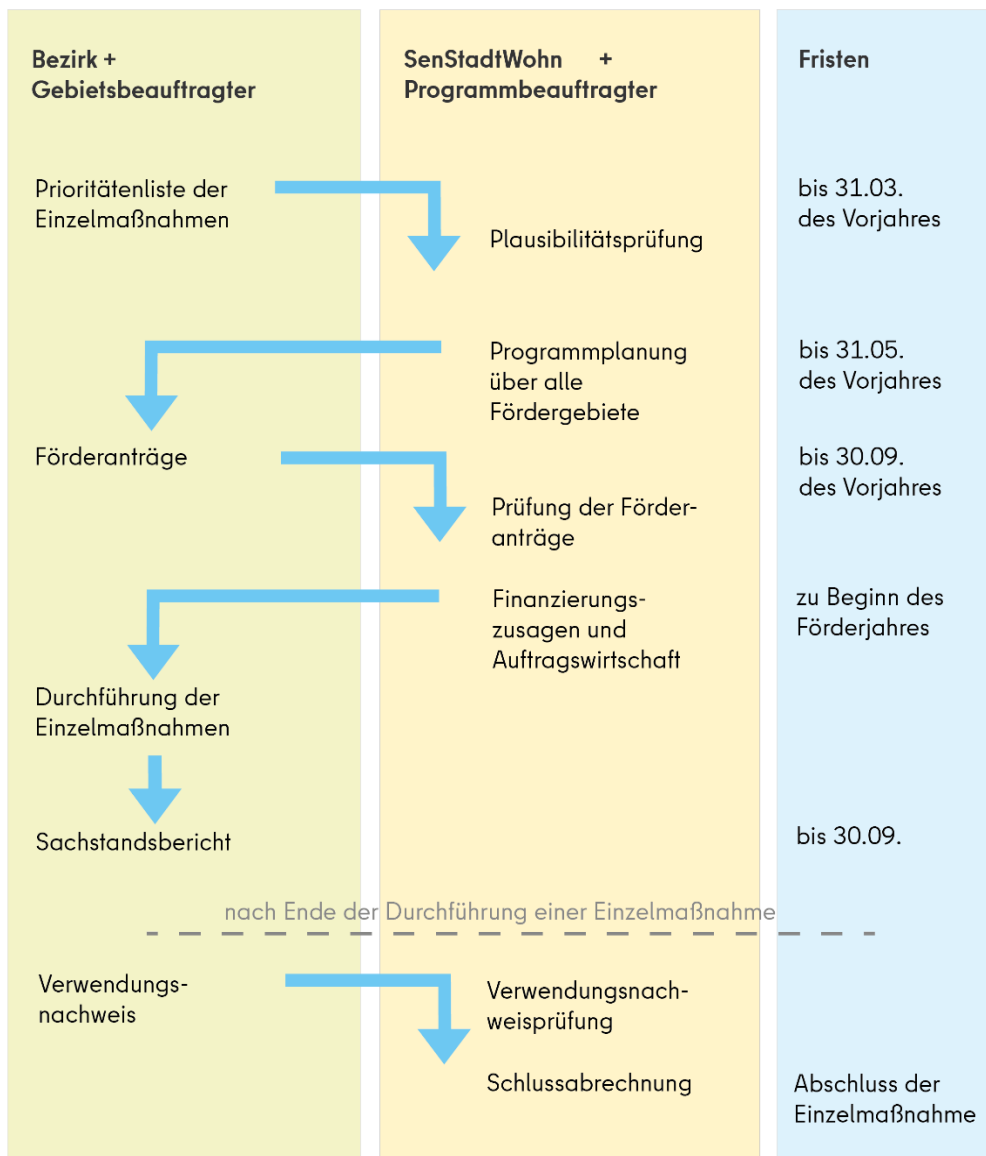 Bezirk +
Gebietsbeauftragter
SenStadtWohn +
Programmbeauftragter
Fristen
Prioritätenliste der
Einzelmaßnahmen
Plausibilitätsprüfung
bis 31.03.
des Vorjahres
Programmplanung
über alle
Fördergebiete
bis 31.05.
des Vorjahres
Förderanträge
bis 30.09.
des Vorjahres
Prüfung der Förder-
anträge
Finanzierungs-
zusagen und
Auftragswirtschaft
zu Beginn des
Förderjahres
Durchführung der
Einzelmaßnahmen
Sachstandsbericht
bis 30.09.
nach Ende der Durchführung einer Einzelmaßnahme
Verwendungs-
nachweis
Verwendungsnach-
weisprüfung
Schlussabrechnung
Abschluss der
Einzelmaßnahme